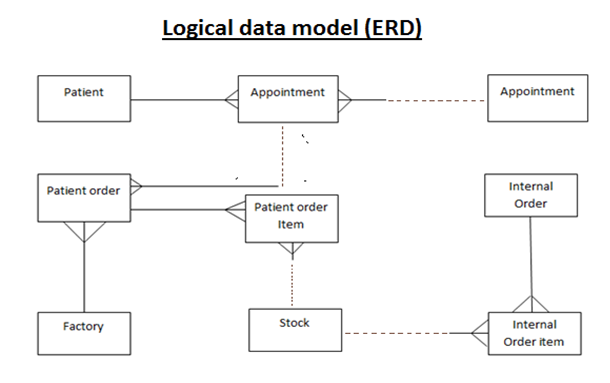 Logical data model (ERD)
Patient
Appointment
Appointment
Patient order
Patient order
Item
Internal
Order
Factory
Stock
Internal
Order item